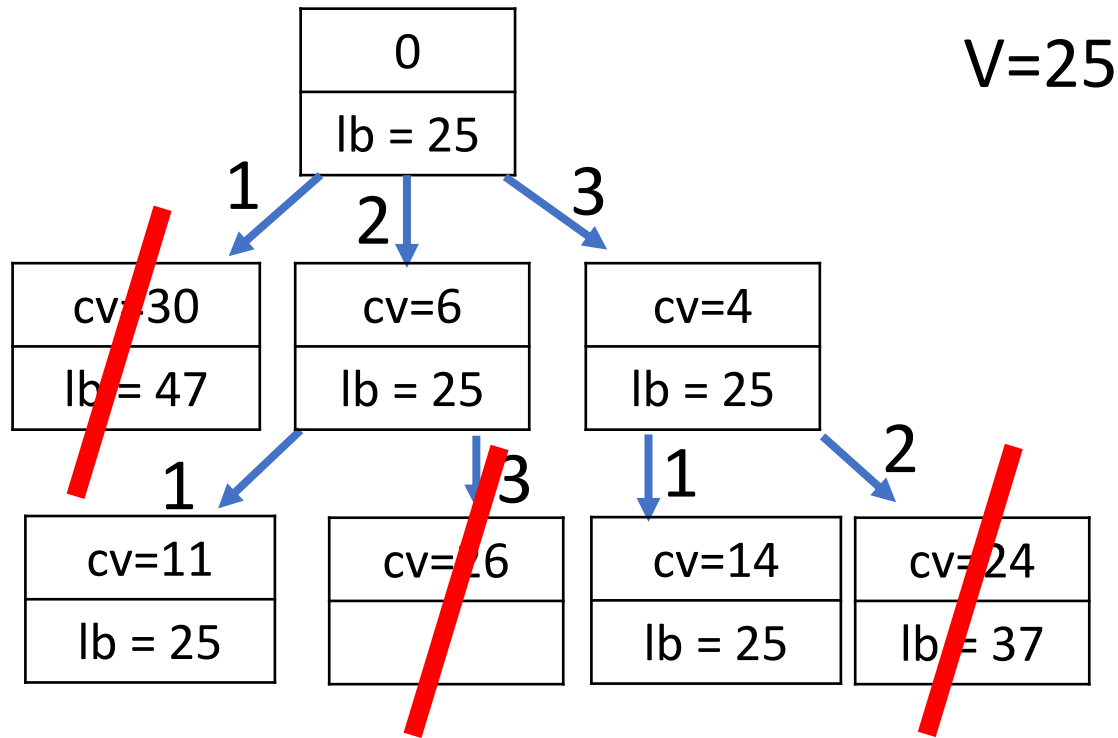 0
V=25
lb = 25
1
2
3
cv=30
cv=6
cv=4
lb = 47
lb = 25
lb = 25
1
3
1
2
cv=11
cv=26
cv=14
cv=24
lb = 25
lb = 25
lb = 37